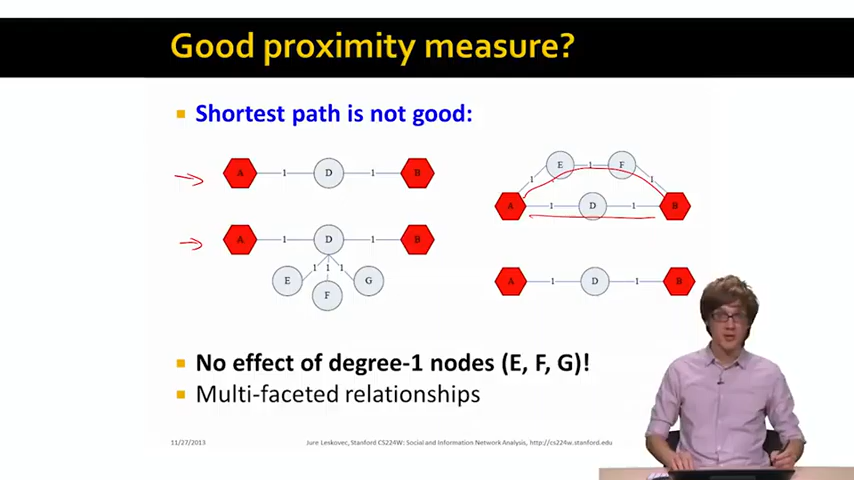 Good proximity measure?
Shortest path is not good:
A 1 D 1 B
A 1 D 1 B
1 1 1
E F G
E 1 F
1 1
A 1 D 1 B
A 1 D 1 B
No effect of degree-1 nodes (E, F, G)!
Multi-faceted relationships
11/27/2013
Jure Leskovec, Stanford CS224W: Social and Information Network Analysis, http://cs224w.stanford.edu